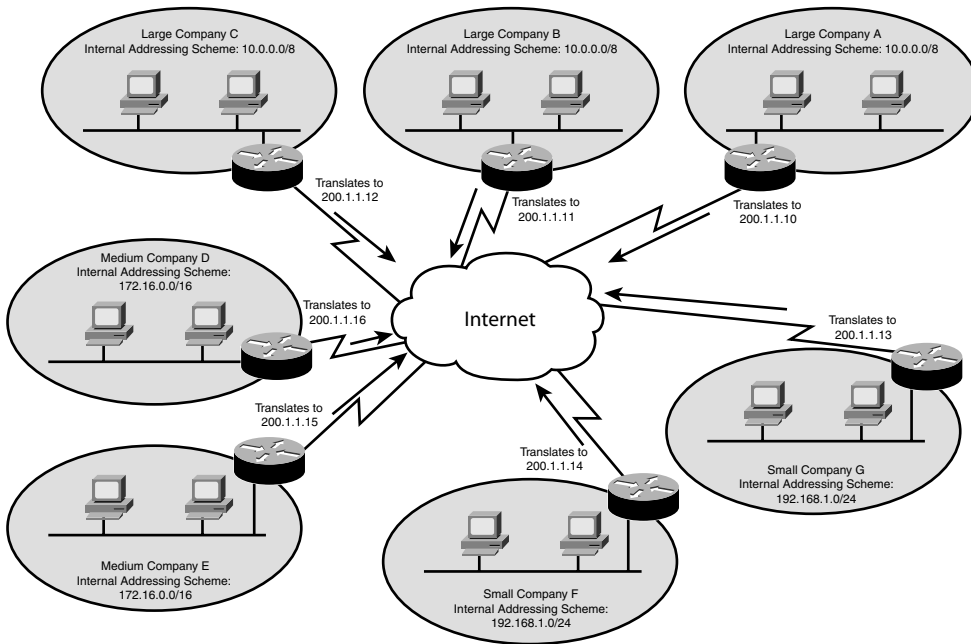 Large Company C
Internal Addressing Scheme: 10.0.0.0/8
Large Company B
Internal Addressing Scheme: 10.0.0.0/8
Large Company A
Internal Addressing Scheme: 10.0.0.0/8
Translates to
200.1.1.12
Translates to
200.1.1.11
Translates to
200.1.1.10
Medium Company D
Internal Addressing Scheme:
172.16.0.0/16
Translates to
200.1.1.16
Internet
Translates to
200.1.1.13
Translates to
200.1.1.15
Translates to
200.1.1.14
Small Company G
Internal Addressing Scheme:
192.168.1.0/24
Medium Company E
Internal Addressing Scheme:
172.16.0.0/16
Small Company F
Internal Addressing Scheme:
192.168.1.0/24